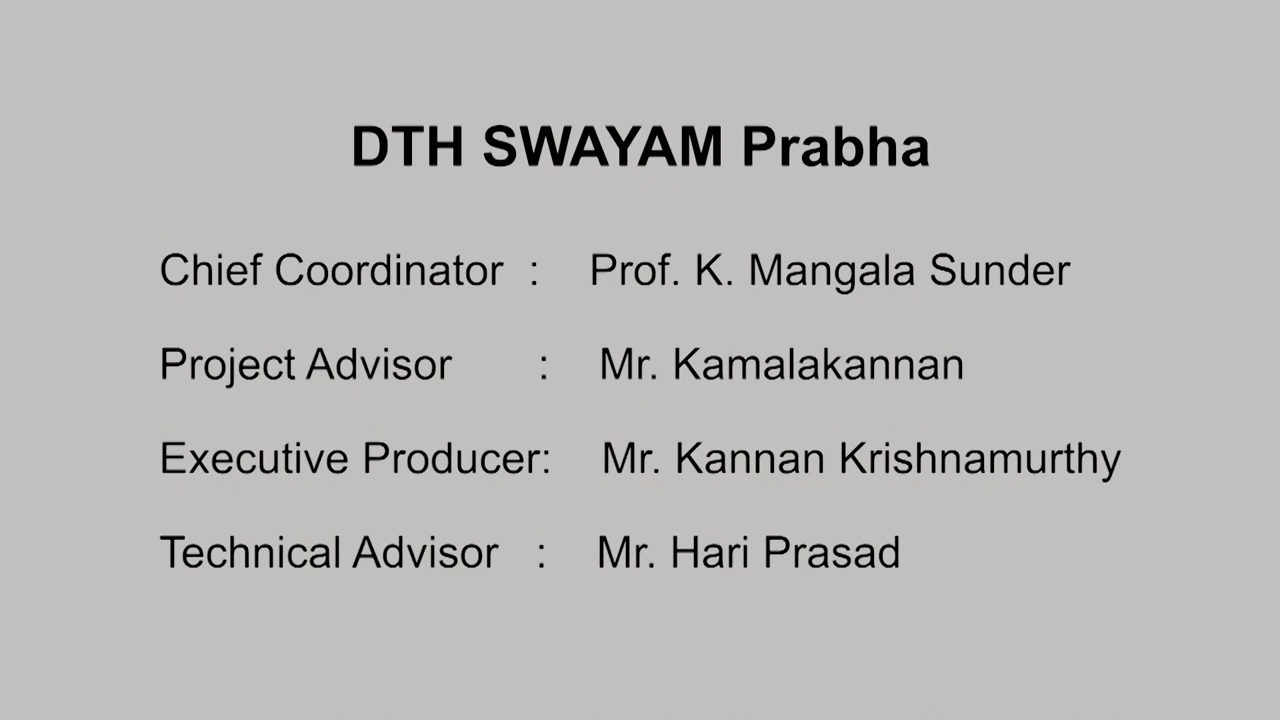 DTH SWAYAM Prabha
Chief Coordinator : Prof. K. Mangala Sunder
Project Advisor : Mr. Kamalakannan
Executive Producer: Mr. Kannan Krishnamurthy
Technical Advisor : Mr. Hari Prasad